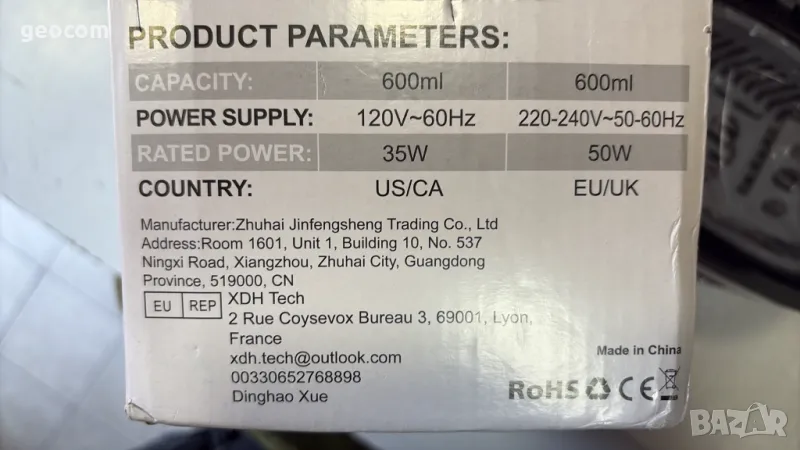 geocom
PRODUCT PARAMETERS:
CAPACITY: 600ml 600ml
POWER SUPPLY: 120V~60Hz 220-240V~50-60Hz
RATED POWER: 35W 50W
COUNTRY: US/CA EU/UK
Manufacturer:Zhuhai Jinfengsheng Trading Co., Ltd
Address:Room 1601, Unit 1, Building 10, No. 537
Ningxi Road, Xiangzhou, Zhuhai City, Guangdong
Province, 519000, CN
EU REP XDH Tech
2 Rue Coysevox Bureau 3, 69001, Lyon,
France
xdh.tech@outlook.com
00330652768898
Dinghao Xue
Made in China
RoHS CE
BAZAR